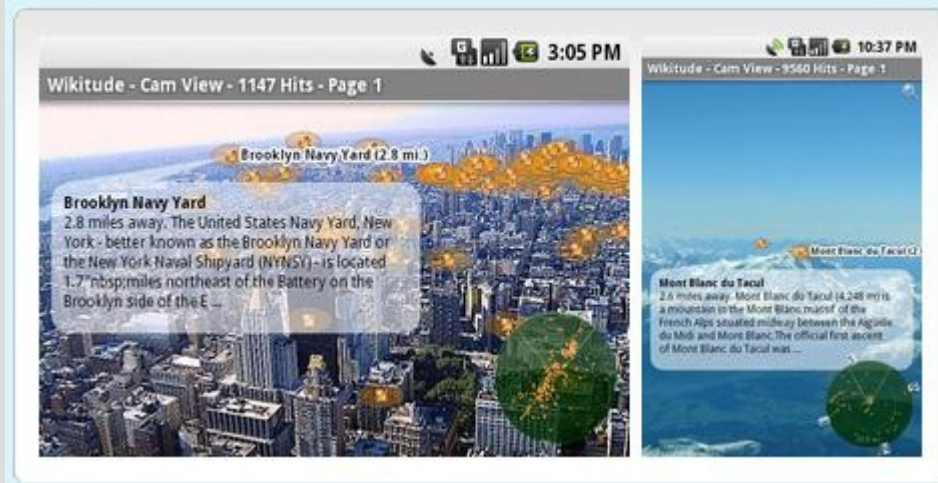 3:05 PM
Wikitude - Cam View - 1147 Hits - Page 1
Brooklyn Navy Yard (2.8 mi.)
Brooklyn Navy Yard
2.8 miles away. The United States Navy Yard, New
York - better known as the Brooklyn Navy Yard or
the New York Naval Shipyard (NYNSY) - is located
1.7"nbsp;miles northeast of the Battery on the
Brooklyn side of the E ...
10:37 PM
Wikitude - Cam View - 9560 Hits - Page 1
Mont Blanc du Tacul (2
Mont Blanc du Tacul
2.6 miles away. Mont Blanc du Tacul (4,248 m) is
a mountain in the Mont Blanc massif of the
French Alps situated midway between the Aiguille
du Midi and Mont Blanc. The official first ascent
of Mont Blanc du Tacul was ...